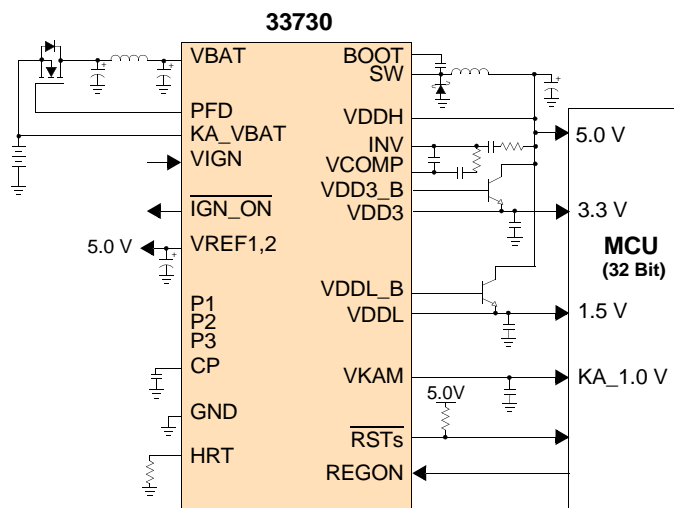 33730
VBAT
PFD
KA_VBAT
VIGN
IGN_ON
5.0 V
VREF1,2
P1
P2
P3
CP
GND
HRT
BOOT
SW
VDDH
INV
VCOMP
VDD3_B
VDD3
VDDL_B
VDDL
VKAM
5.0V
RSTs
REGON
5.0 V
3.3 V
MCU
(32 Bit)
1.5 V
KA_1.0 V